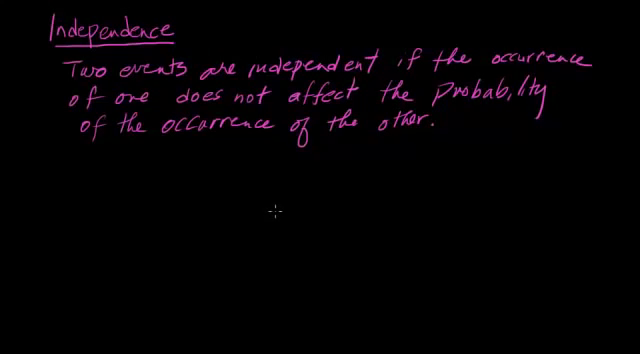 Independence
Two events are independent if the occurrence
of one does not affect the probability
of the occurrence of the other.